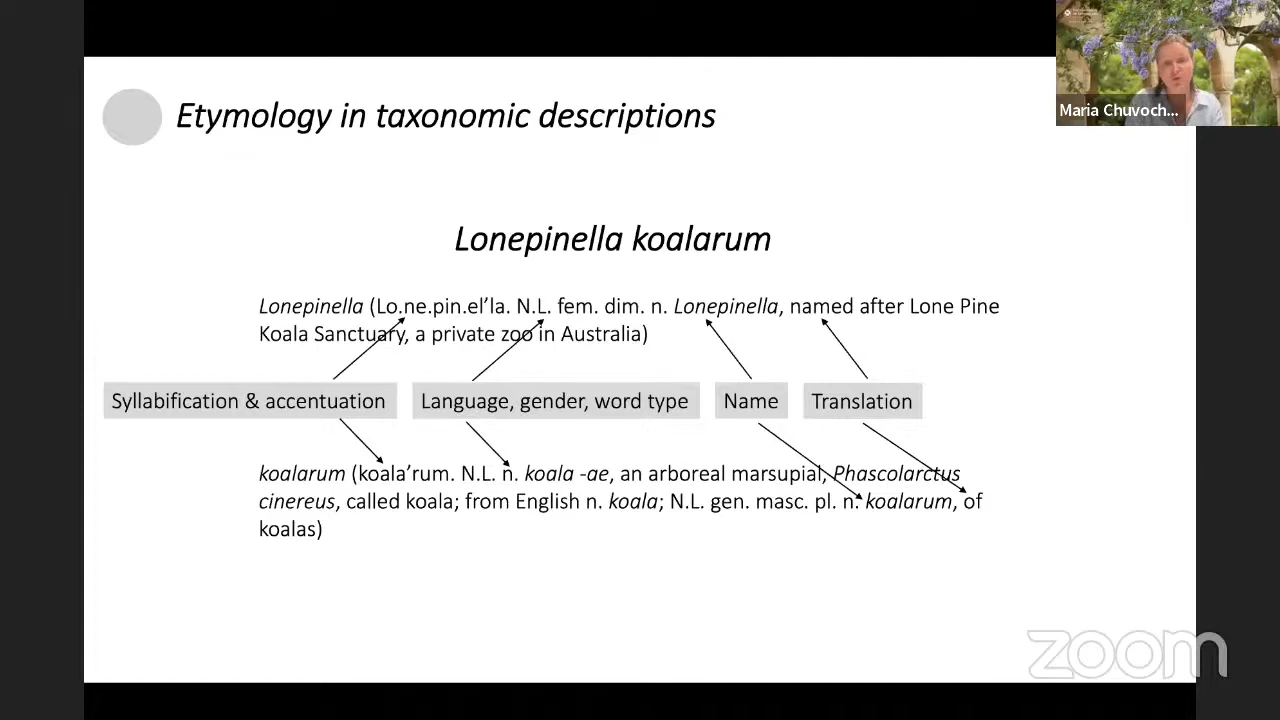 Maria Chuvoch...
Etymology in taxonomic descriptions
Lonepinella koalarum
Lonepinella (Lo.ne.pin.el’la. N.L. fem. dim. n. Lonepinella, named after Lone Pine
Koala Sanctuary, a private zoo in Australia)
Syllabification & accentuation Language, gender, word type Name Translation
koalarum (koala’rum. N.L. n. koala -ae, an arboreal marsupial, Phascolarctus
cinereus, called koala; from English n. koala; N.L. gen. masc. pl. n. koalarum, of
koalas)
zoom